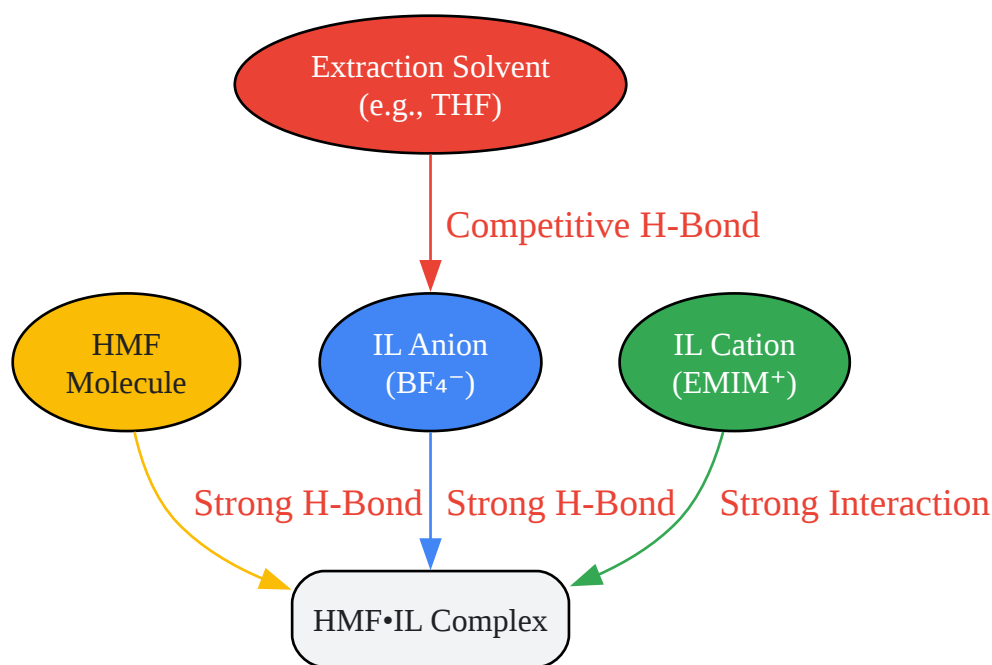 Extraction Solvent
(e.g., THF)
Competitive H-Bond
HMF
Molecule
IL Anion
(BF₄⁻)
IL Cation
(EMIM⁺)
Strong H-Bond
Strong H-Bond
Strong Interaction
HMF•IL Complex